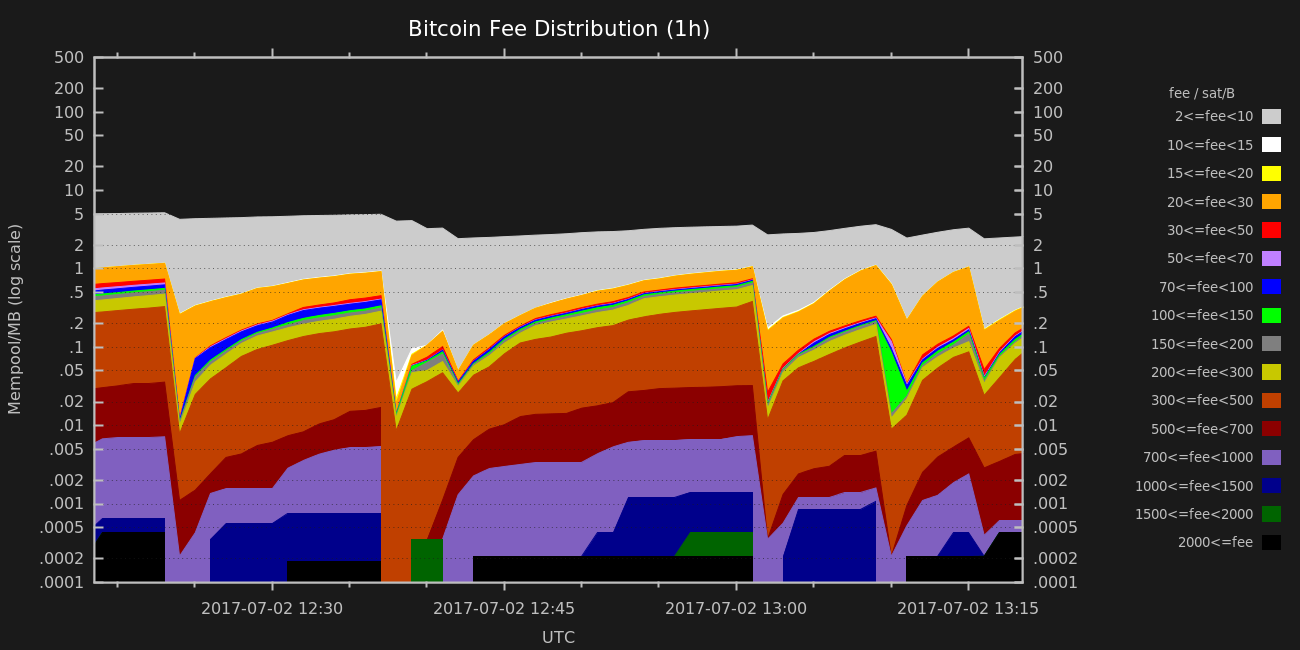 Bitcoin Fee Distribution (1h)
Mempool/MB (log scale)
500
200
100
50
20
10
5
2
1
.5
.2
.1
.05
.02
.01
.005
.002
.001
.0005
.0002
.0001
500
200
100
50
20
10
5
2
1
.5
.2
.1
.05
.02
.01
.005
.002
.001
.0005
.0002
.0001
2017-07-02 12:30
2017-07-02 12:45
2017-07-02 13:00
2017-07-02 13:15
UTC
fee / sat/B
2<=fee<10
10<=fee<15
15<=fee<20
20<=fee<30
30<=fee<50
50<=fee<70
70<=fee<100
100<=fee<150
150<=fee<200
200<=fee<300
300<=fee<500
500<=fee<700
700<=fee<1000
1000<=fee<1500
1500<=fee<2000
2000<=fee